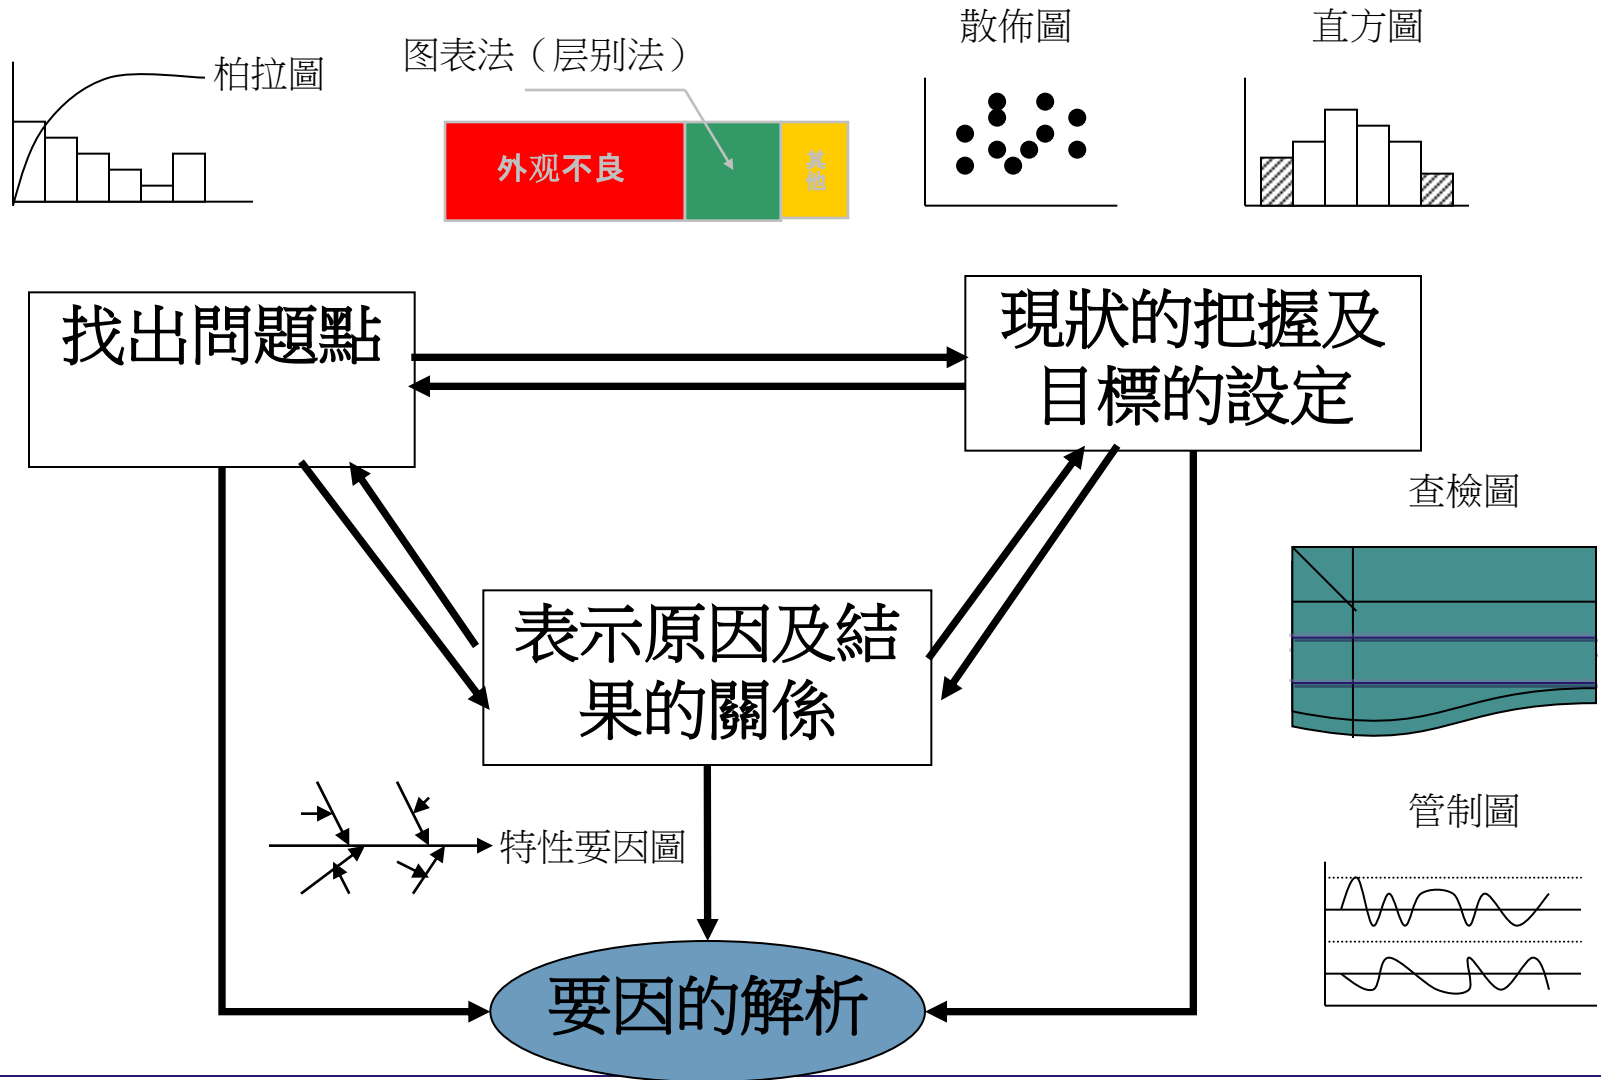 散佈圖
直方圖
图表法（层别法）
柏拉圖
外观不良
其
他
找出問題點
現狀的把握及
目標的設定
查檢圖
表示原因及結
果的關係
管制圖
特性要因圖
要因的解析